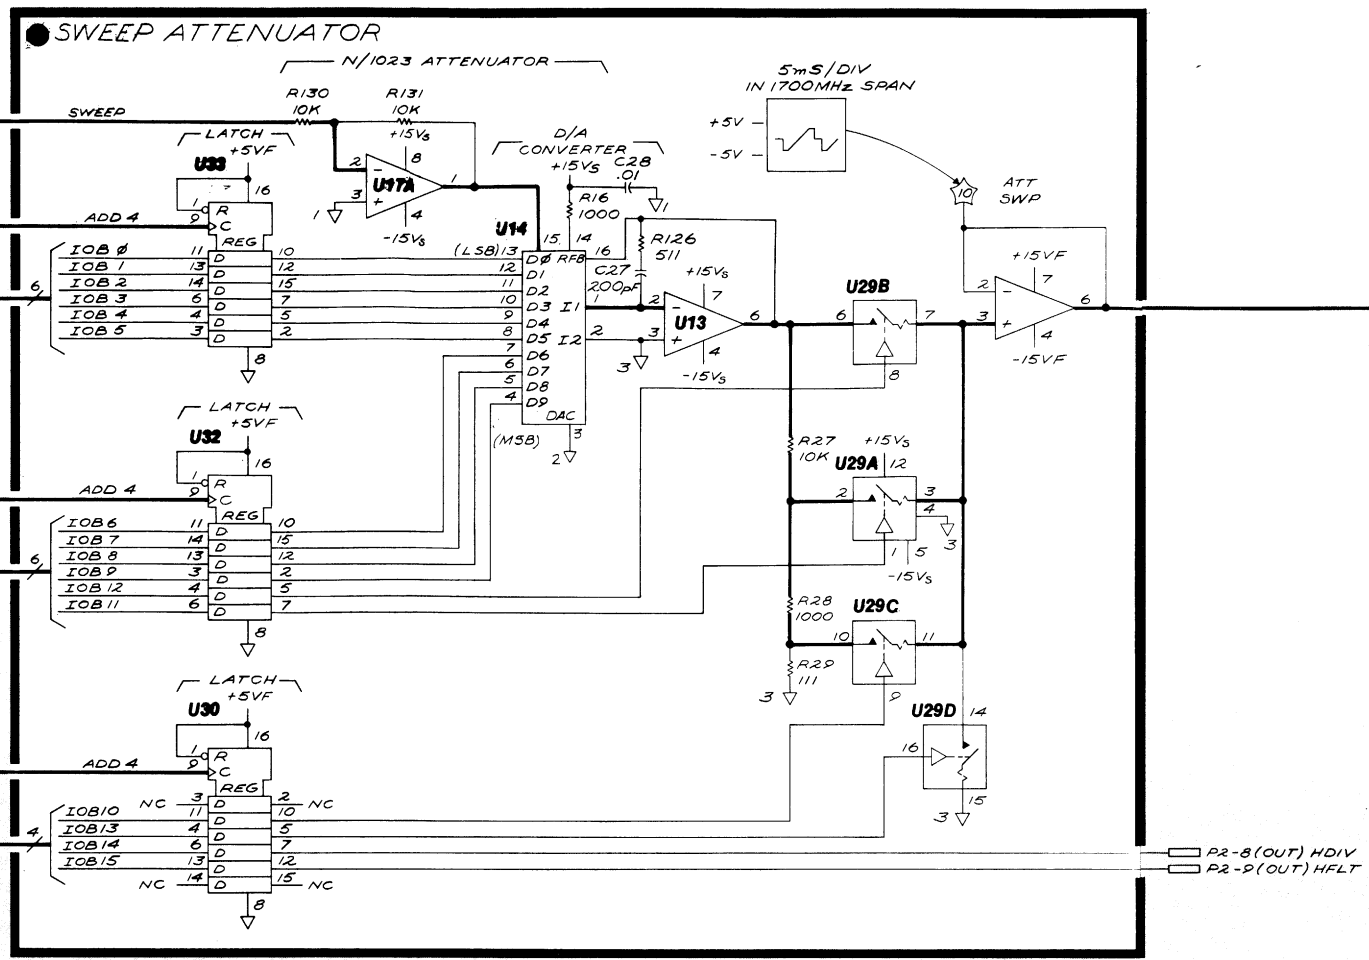 SWEEP ATTENUATOR
N/1023 ATTENUATOR
5mS/DIV
IN 1700MHz SPAN
+5V
-5V
R130
10K
R131
10K
SWEEP
+15VS
2
3
8
U17A
1
4
-15VS
1
LATCH
+5VF
U33
16
1
R
9
C
ADD 4
REG
IOB Ø
11
D
10
IOB 1
13
D
12
IOB 2
14
D
15
IOB 3
6
D
7
IOB 4
4
D
5
IOB 5
3
D
2
6
8
D/A
CONVERTER
+15VS
C28
.01
1
R16
1000
U14
15
14
(LSB)
13
DØ
RFB
16
12
D1
11
D2
10
D3
I1
1
9
D4
8
D5
I2
2
7
D6
6
D7
5
D8
4
D9
DAC
(MSB)
3
2
R126
511
C27
200pF
+15VS
7
2
3
U13
6
4
-15VS
3
U29B
6
7
8
10
ATT
SWP
+15VF
7
2
3
6
4
-15VF
LATCH
+5VF
U32
16
1
R
9
C
ADD 4
REG
IOB 6
11
D
10
IOB 7
14
D
15
IOB 8
13
D
12
IOB 9
3
D
2
IOB 12
4
D
5
IOB 11
6
D
7
6
8
R27
10K
+15VS
U29A
12
2
3
4
3
1
5
-15VS
R28
1000
U29C
10
11
9
R29
111
3
U29D
14
16
15
3
LATCH
+5VF
U30
16
1
R
9
C
ADD 4
REG
NC
3
D
2
NC
IOB10
11
D
10
IOB13
4
D
5
IOB14
6
D
7
IOB15
13
D
12
NC
14
D
15
NC
4
8
P2-8(OUT) HDIV
P2-9(OUT) HFLT